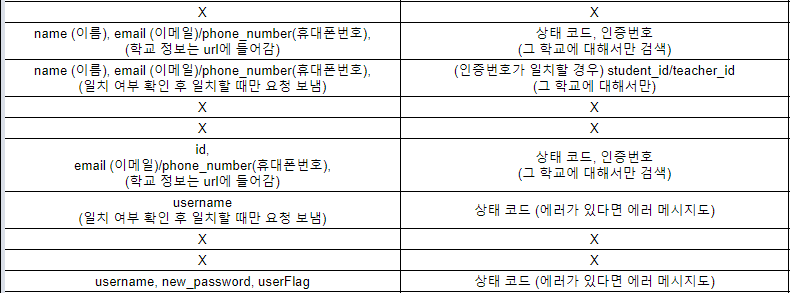 X
X
name (이름), email (이메일)/phone_number(휴대폰번호),
(학교 정보는 url에 들어감)
상태 코드, 인증번호
(그 학교에 대해서만 검색)
name (이름), email (이메일)/phone_number(휴대폰번호),
(일치 여부 확인 후 일치할 때만 요청 보냄)
(인증번호가 일치할 경우) student_id/teacher_id
(그 학교에 대해서만)
X
X
X
X
id,
email (이메일)/phone_number(휴대폰번호),
(학교 정보는 url에 들어감)
상태 코드, 인증번호
(그 학교에 대해서만 검색)
username
(일치 여부 확인 후 일치할 때만 요청 보냄)
상태 코드 (에러가 있다면 에러 메시지도)
X
X
X
X
username, new_password, userFlag
상태 코드 (에러가 있다면 에러 메시지도)